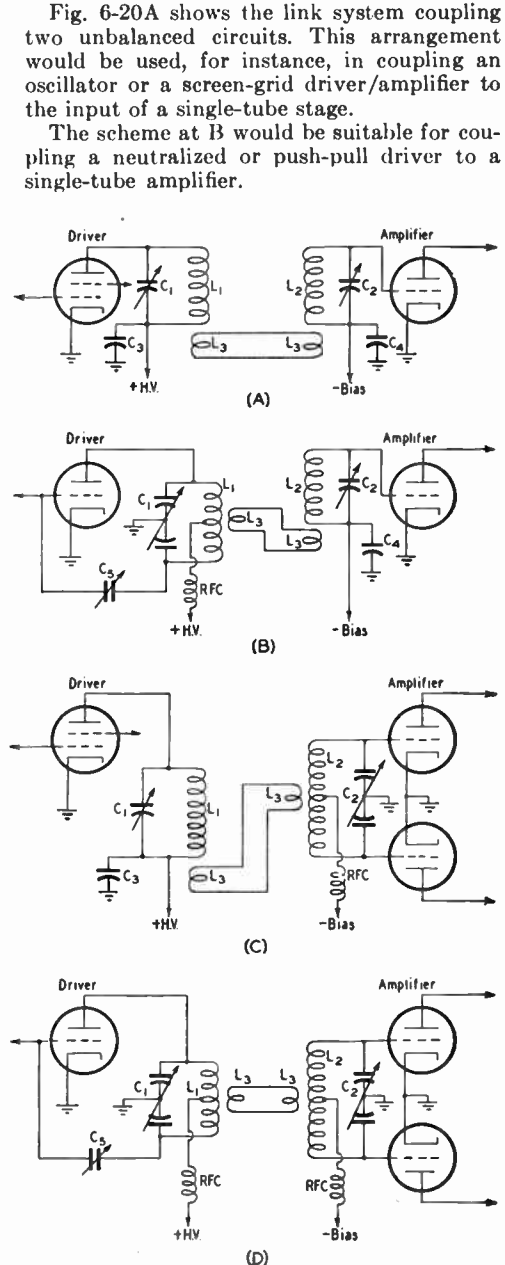 Fig. 6-20A shows the link system coupling
two unbalanced circuits. This arrangement
would be used, for instance, in coupling an
oscillator or a screen-grid driver/amplifier to
the input of a single-tube stage.
The scheme at B would be suitable for cou-
pling a neutralized or push-pull driver to a
single-tube amplifier.
Driver
Amplifier
C1
L1
L2
C2
C3
L3
L3
C4
+H.V.
-Bias
(A)
Driver
Amplifier
C1
L1
L2
C2
L3
L3
C4
C5
RFC
+H.V.
-Bias
(B)
Driver
Amplifier
C1
L1
L3
L2
C2
C3
L3
RFC
+H.V.
-Bias
(C)
Driver
Amplifier
C1
L1
L3
L3
L2
C2
C5
RFC
RFC
+H.V.
-Bias
(D)